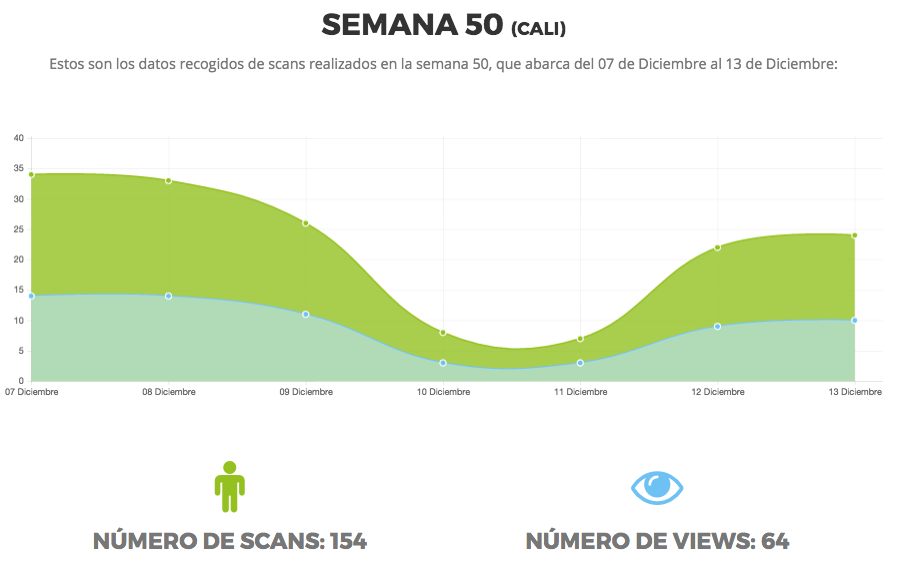 SEMANA 50 (CALI)
Estos son los datos recogidos de scans realizados en la semana 50, que abarca del 07 de Diciembre al 13 de Diciembre:
40
35
30
25
20
15
10
5
0
07 Diciembre 08 Diciembre 09 Diciembre 10 Diciembre 11 Diciembre 12 Diciembre 13 Diciembre
NÚMERO DE SCANS: 154 NÚMERO DE VIEWS: 64